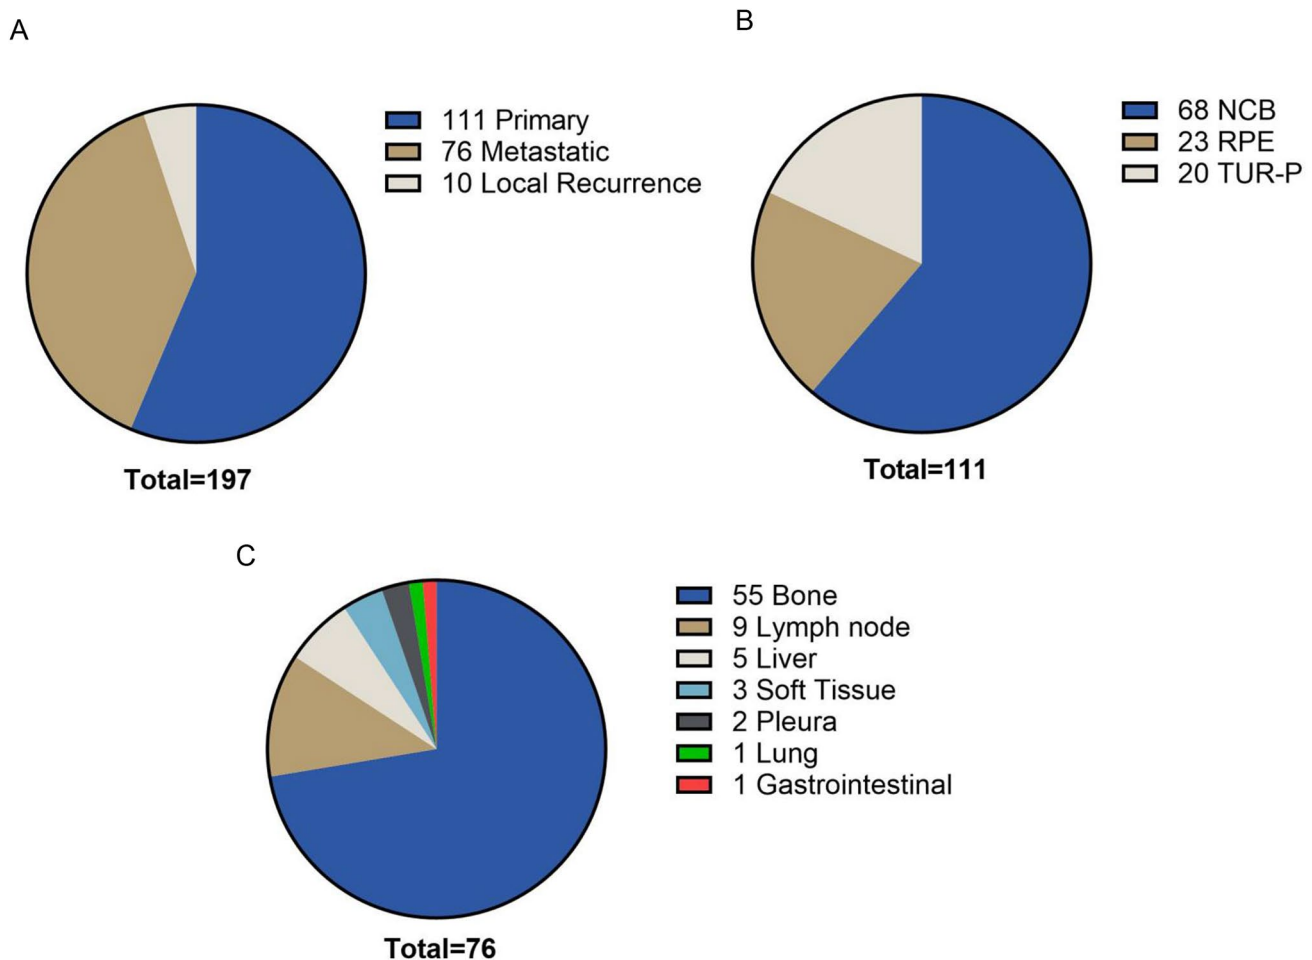 A
111 Primary
76 Metastatic
10 Local Recurrence
Total=197
B
68 NCB
23 RPE
20 TUR-P
Total=111
C
55 Bone
9 Lymph node
5 Liver
3 Soft Tissue
2 Pleura
1 Lung
1 Gastrointestinal
Total=76